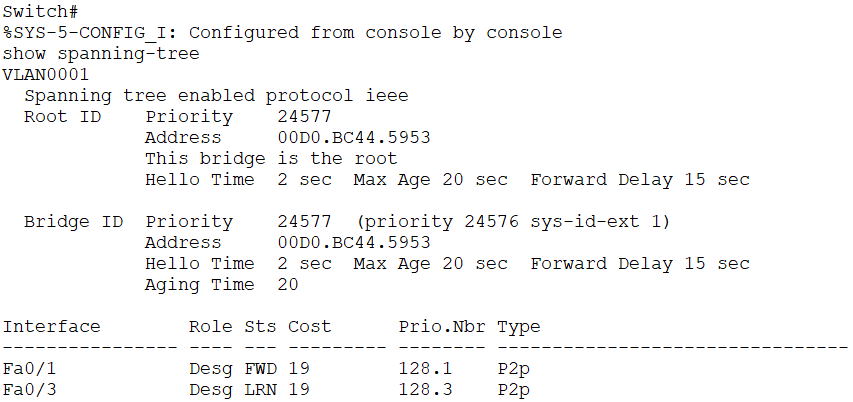 Switch#
%SYS-5-CONFIG_I: Configured from console by console
show spanning-tree
VLAN0001
  Spanning tree enabled protocol ieee
  Root ID    Priority    24577
             Address     00D0.BC44.5953
             This bridge is the root
             Hello Time  2 sec  Max Age 20 sec  Forward Delay 15 sec

  Bridge ID  Priority    24577  (priority 24576 sys-id-ext 1)
             Address     00D0.BC44.5953
             Hello Time  2 sec  Max Age 20 sec  Forward Delay 15 sec
             Aging Time  20

Interface        Role Sts Cost      Prio.Nbr Type
---------------- ---- --- --------- -------- --------------------------------
Fa0/1            Desg FWD 19        128.1    P2p
Fa0/3            Desg LRN 19        128.3    P2p